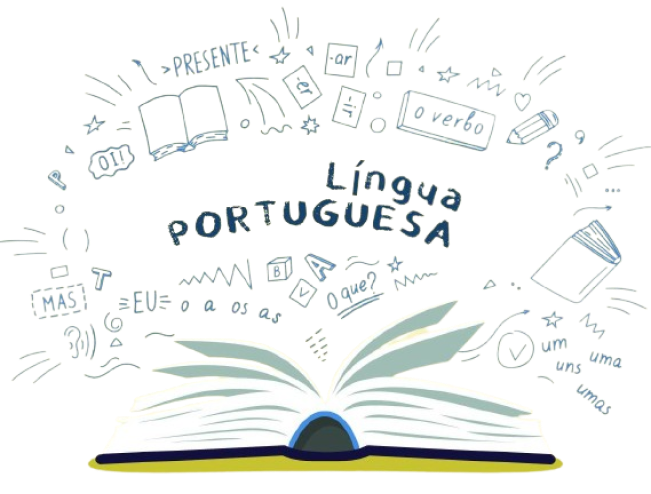 >PRESENTE<
-ar
-er
-ir
o verbo
OI!
?
P
Língua
PORTUGUESA
T
B
A
V
MAS
=EU=
o a os as
O que?
um
uma
uns
umas